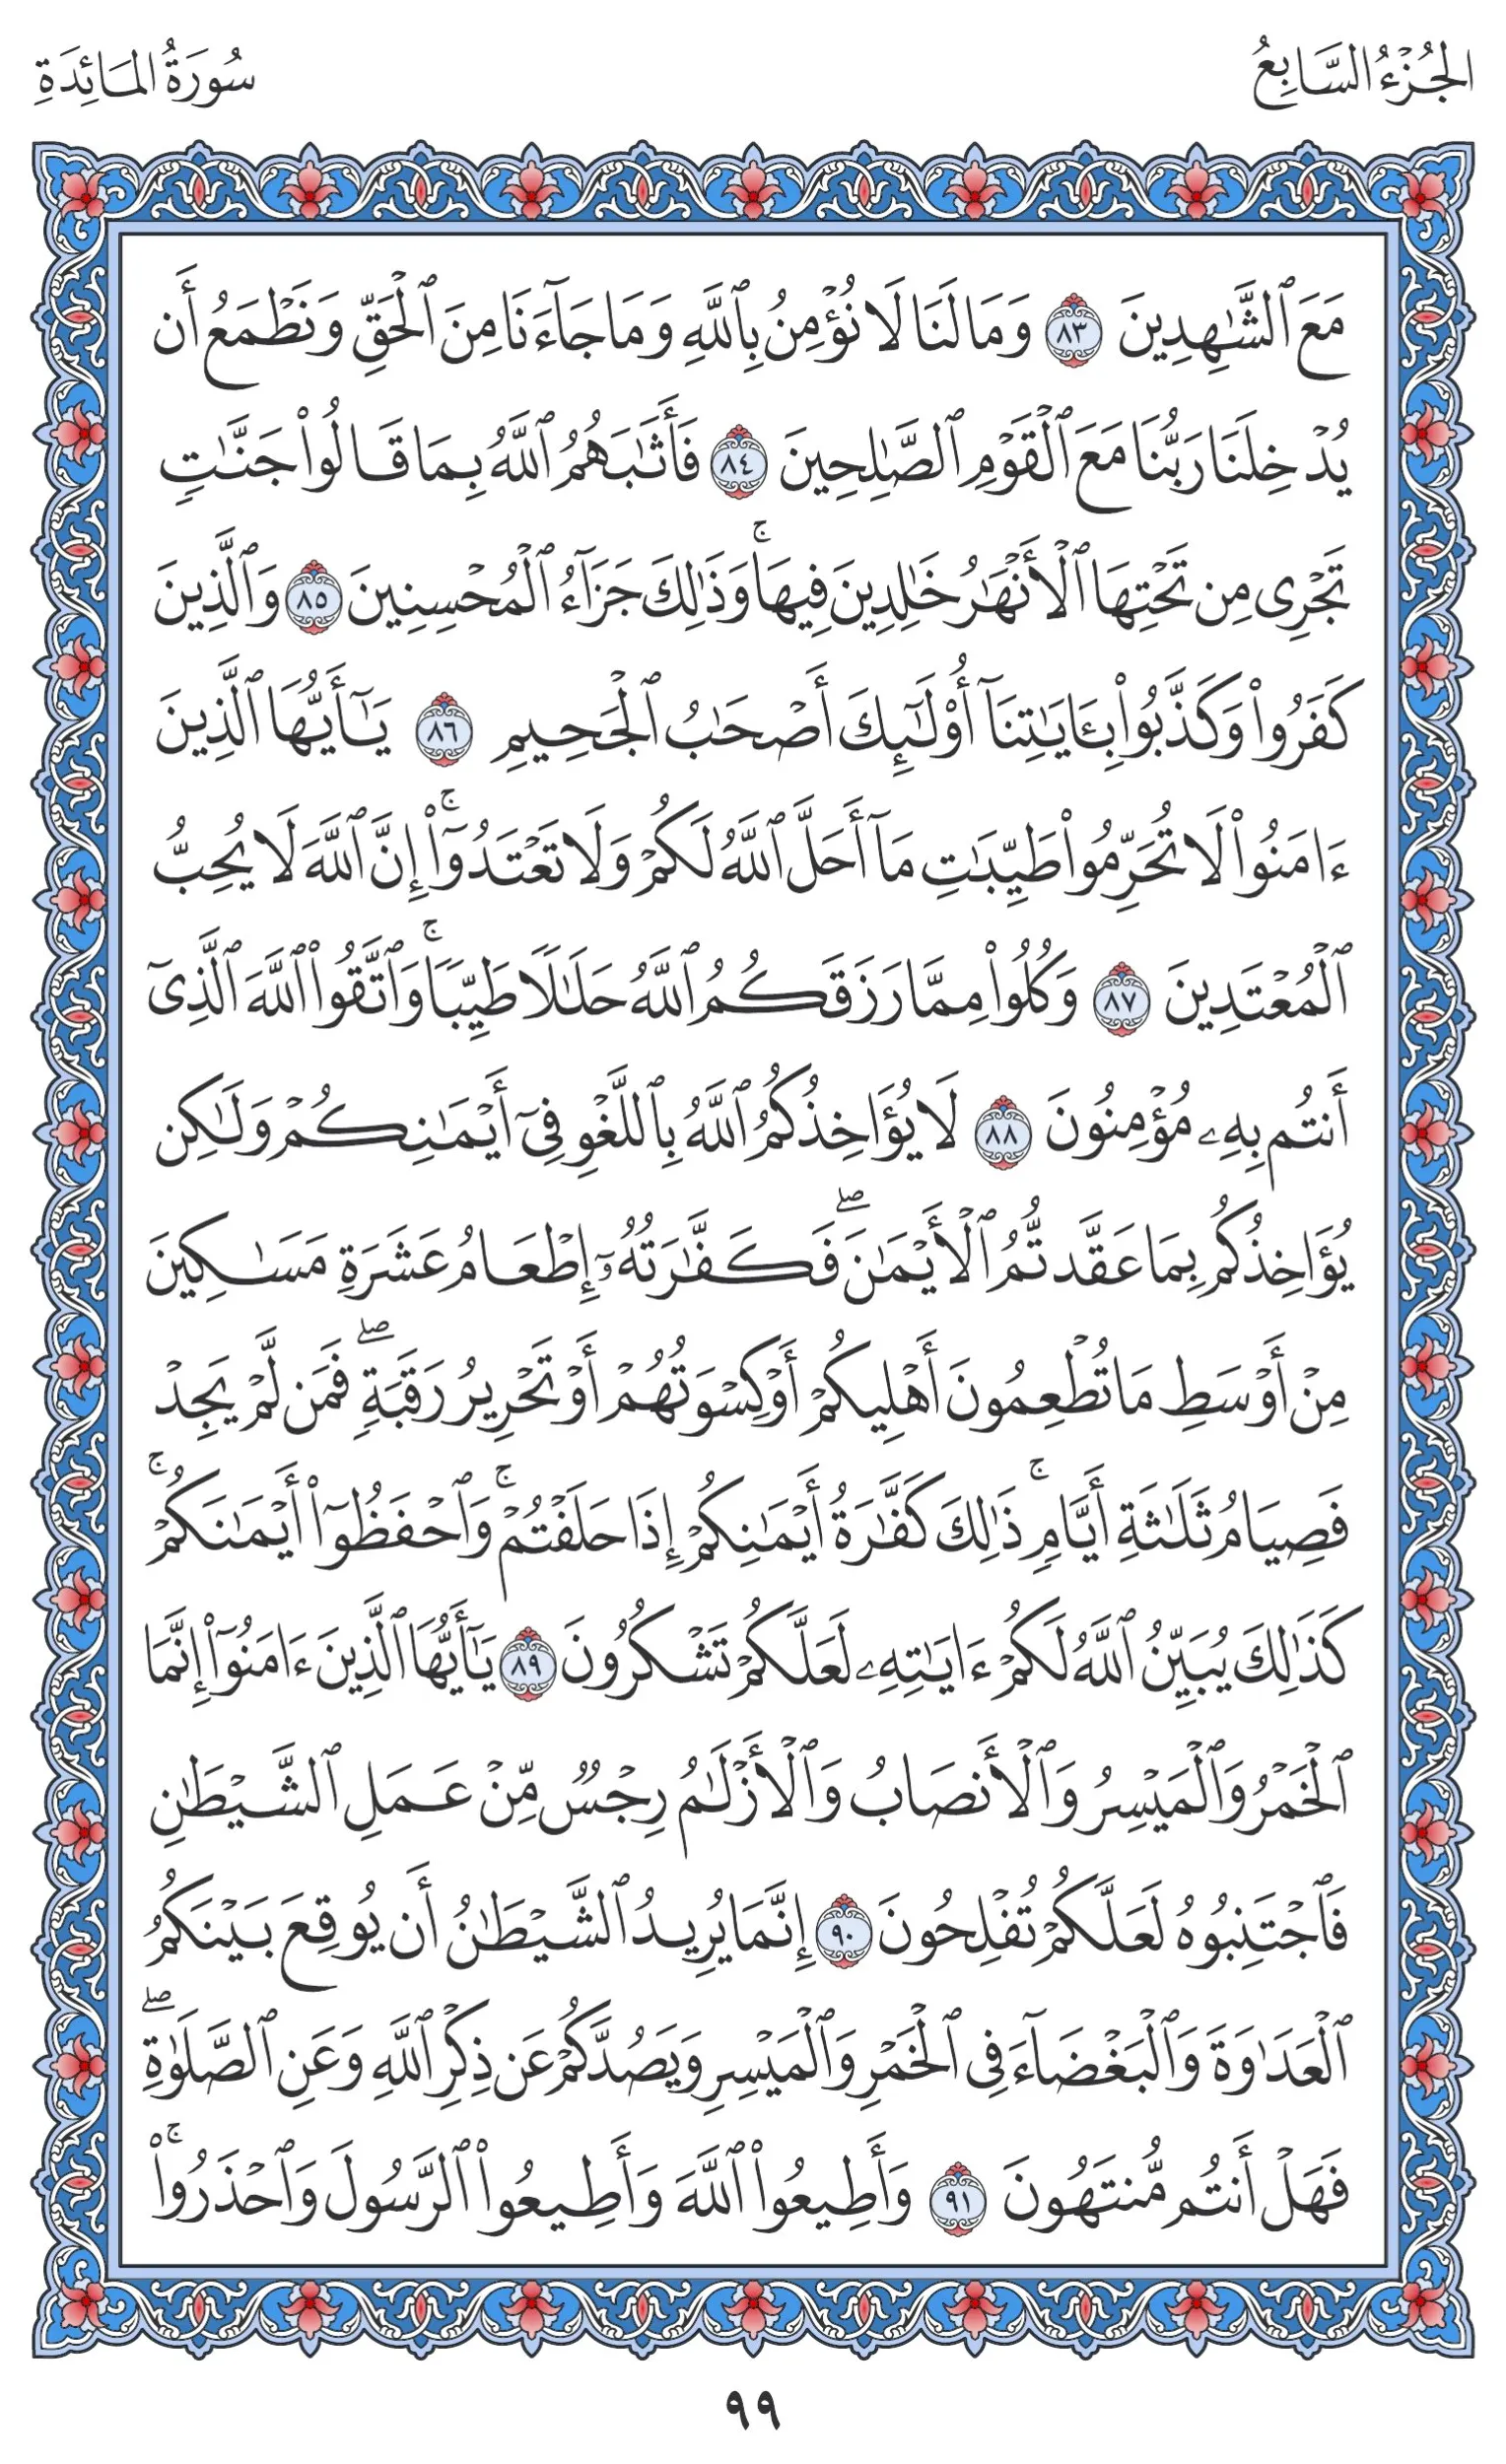 الجُزْءُ السَّابِعُ
سُورَةُ المَائِدَةِ
مَعَ ٱلشَّٰهِدِينَ ٨٣ وَمَا لَنَا لَا نُؤْمِنُ بِٱللَّهِ وَمَا جَآءَنَا مِنَ ٱلْحَقِّ وَنَطْمَعُ أَن
يُدْخِلَنَا رَبُّنَا مَعَ ٱلْقَوْمِ ٱلصَّٰلِحِينَ ٨٤ فَأَثَٰبَهُمُ ٱللَّهُ بِمَا قَالُوا۟ جَنَّٰتٍ
تَجْرِى مِن تَحْتِهَا ٱلْأَنْهَٰرُ خَٰلِدِينَ فِيهَا ۚ وَذَٰلِكَ جَزَآءُ ٱلْمُحْسِنِينَ ٨٥ وَٱلَّذِينَ
كَفَرُوا۟ وَكَذَّبُوا۟ بِـَٔايَٰتِنَآ أُو۟لَٰٓئِكَ أَصْحَٰبُ ٱلْجَحِيمِ ٨٦ يَٰٓأَيُّهَا ٱلَّذِينَ
ءَامَنُوا۟ لَا تُحَرِّمُوا۟ طَيِّبَٰتِ مَآ أَحَلَّ ٱللَّهُ لَكُمْ وَلَا تَعْتَدُوٓا۟ ۚ إِنَّ ٱللَّهَ لَا يُحِبُّ
ٱلْمُعْتَدِينَ ٨٧ وَكُلُوا۟ مِمَّا رَزَقَكُمُ ٱللَّهُ حَلَٰلًا طَيِّبًا ۚ وَٱتَّقُوا۟ ٱللَّهَ ٱلَّذِىٓ
أَنتُم بِهِۦ مُؤْمِنُونَ ٨٨ لَا يُؤَاخِذُكُمُ ٱللَّهُ بِٱللَّغْوِ فِىٓ أَيْمَٰنِكُمْ وَلَٰكِن
يُؤَاخِذُكُم بِمَا عَقَّدتُّمُ ٱلْأَيْمَٰنَ ۖ فَكَفَّٰرَتُهُۥٓ إِطْعَامُ عَشَرَةِ مَسَٰكِينَ
مِنْ أَوْسَطِ مَا تُطْعِمُونَ أَهْلِيكُمْ أَوْ كِسْوَتُهُمْ أَوْ تَحْرِيرُ رَقَبَةٍ ۖ فَمَن لَّمْ يَجِدْ
فَصِيَامُ ثَلَٰثَةِ أَيَّامٍ ۚ ذَٰلِكَ كَفَّٰرَةُ أَيْمَٰنِكُمْ إِذَا حَلَفْتُمْ ۚ وَٱحْفَظُوٓا۟ أَيْمَٰنَكُمْ ۚ
كَذَٰلِكَ يُبَيِّنُ ٱللَّهُ لَكُمْ ءَايَٰتِهِۦ لَعَلَّكُمْ تَشْكُرُونَ ٨٩ يَٰٓأَيُّهَا ٱلَّذِينَ ءَامَنُوٓا۟ إِنَّمَا
ٱلْخَمْرُ وَٱلْمَيْسِرُ وَٱلْأَنصَابُ وَٱلْأَزْلَٰمُ رِجْسٌ مِّنْ عَمَلِ ٱلشَّيْطَٰنِ
فَٱجْتَنِبُوهُ لَعَلَّكُمْ تُفْلِحُونَ ٩٠ إِنَّمَا يُرِيدُ ٱلشَّيْطَٰنُ أَن يُوقِعَ بَيْنَكُمُ
ٱلْعَدَٰوَةَ وَٱلْبَغْضَآءَ فِى ٱلْخَمْرِ وَٱلْمَيْسِرِ وَيَصُدَّكُمْ عَن ذِكْرِ ٱللَّهِ وَعَنِ ٱلصَّلَوٰةِ ۖ
فَهَلْ أَنتُم مُّنتَهُونَ ٩١ وَأَطِيعُوا۟ ٱللَّهَ وَأَطِيعُوا۟ ٱلرَّسُولَ وَٱحْذَرُوا۟ ۚ
٩٩